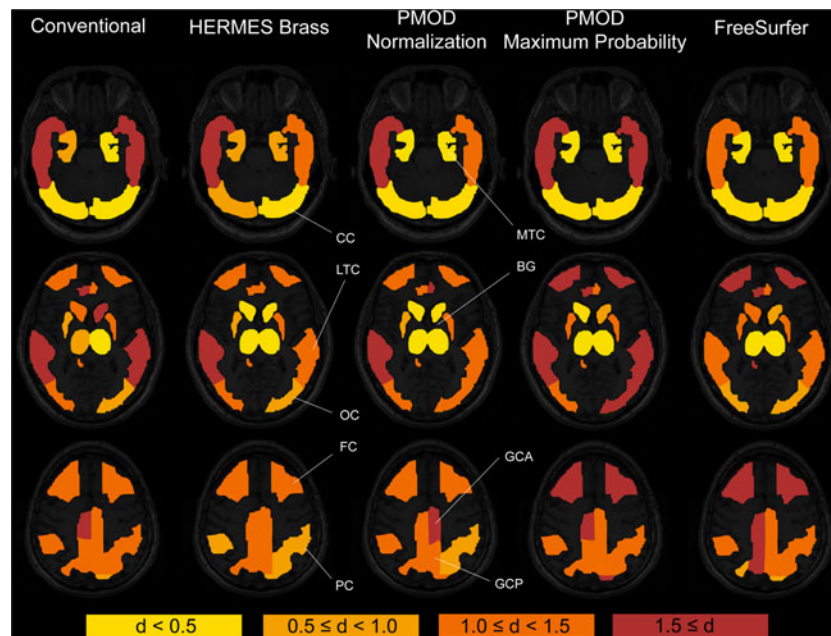 Conventional
HERMES Brass
PMOD
Normalization
PMOD
Maximum Probability
FreeSurfer
CC
MTC
LTC
BG
OC
FC
GCA
PC
GCP
d < 0.5
0.5 ≤ d < 1.0
1.0 ≤ d < 1.5
1.5 ≤ d